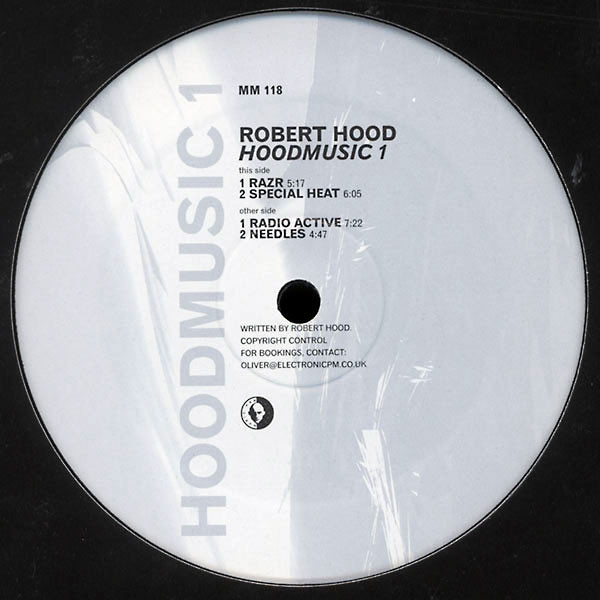 HOODMUSIC 1
MM 118
ROBERT HOOD
HOODMUSIC 1
this side
1 RAZR 5:17
2 SPECIAL HEAT 6:05
other side
1 RADIO ACTIVE 7:22
2 NEEDLES 4:47
WRITTEN BY ROBERT HOOD.
COPYRIGHT CONTROL
FOR BOOKINGS, CONTACT:
OLIVER@ELECTRONICPM.CO.UK